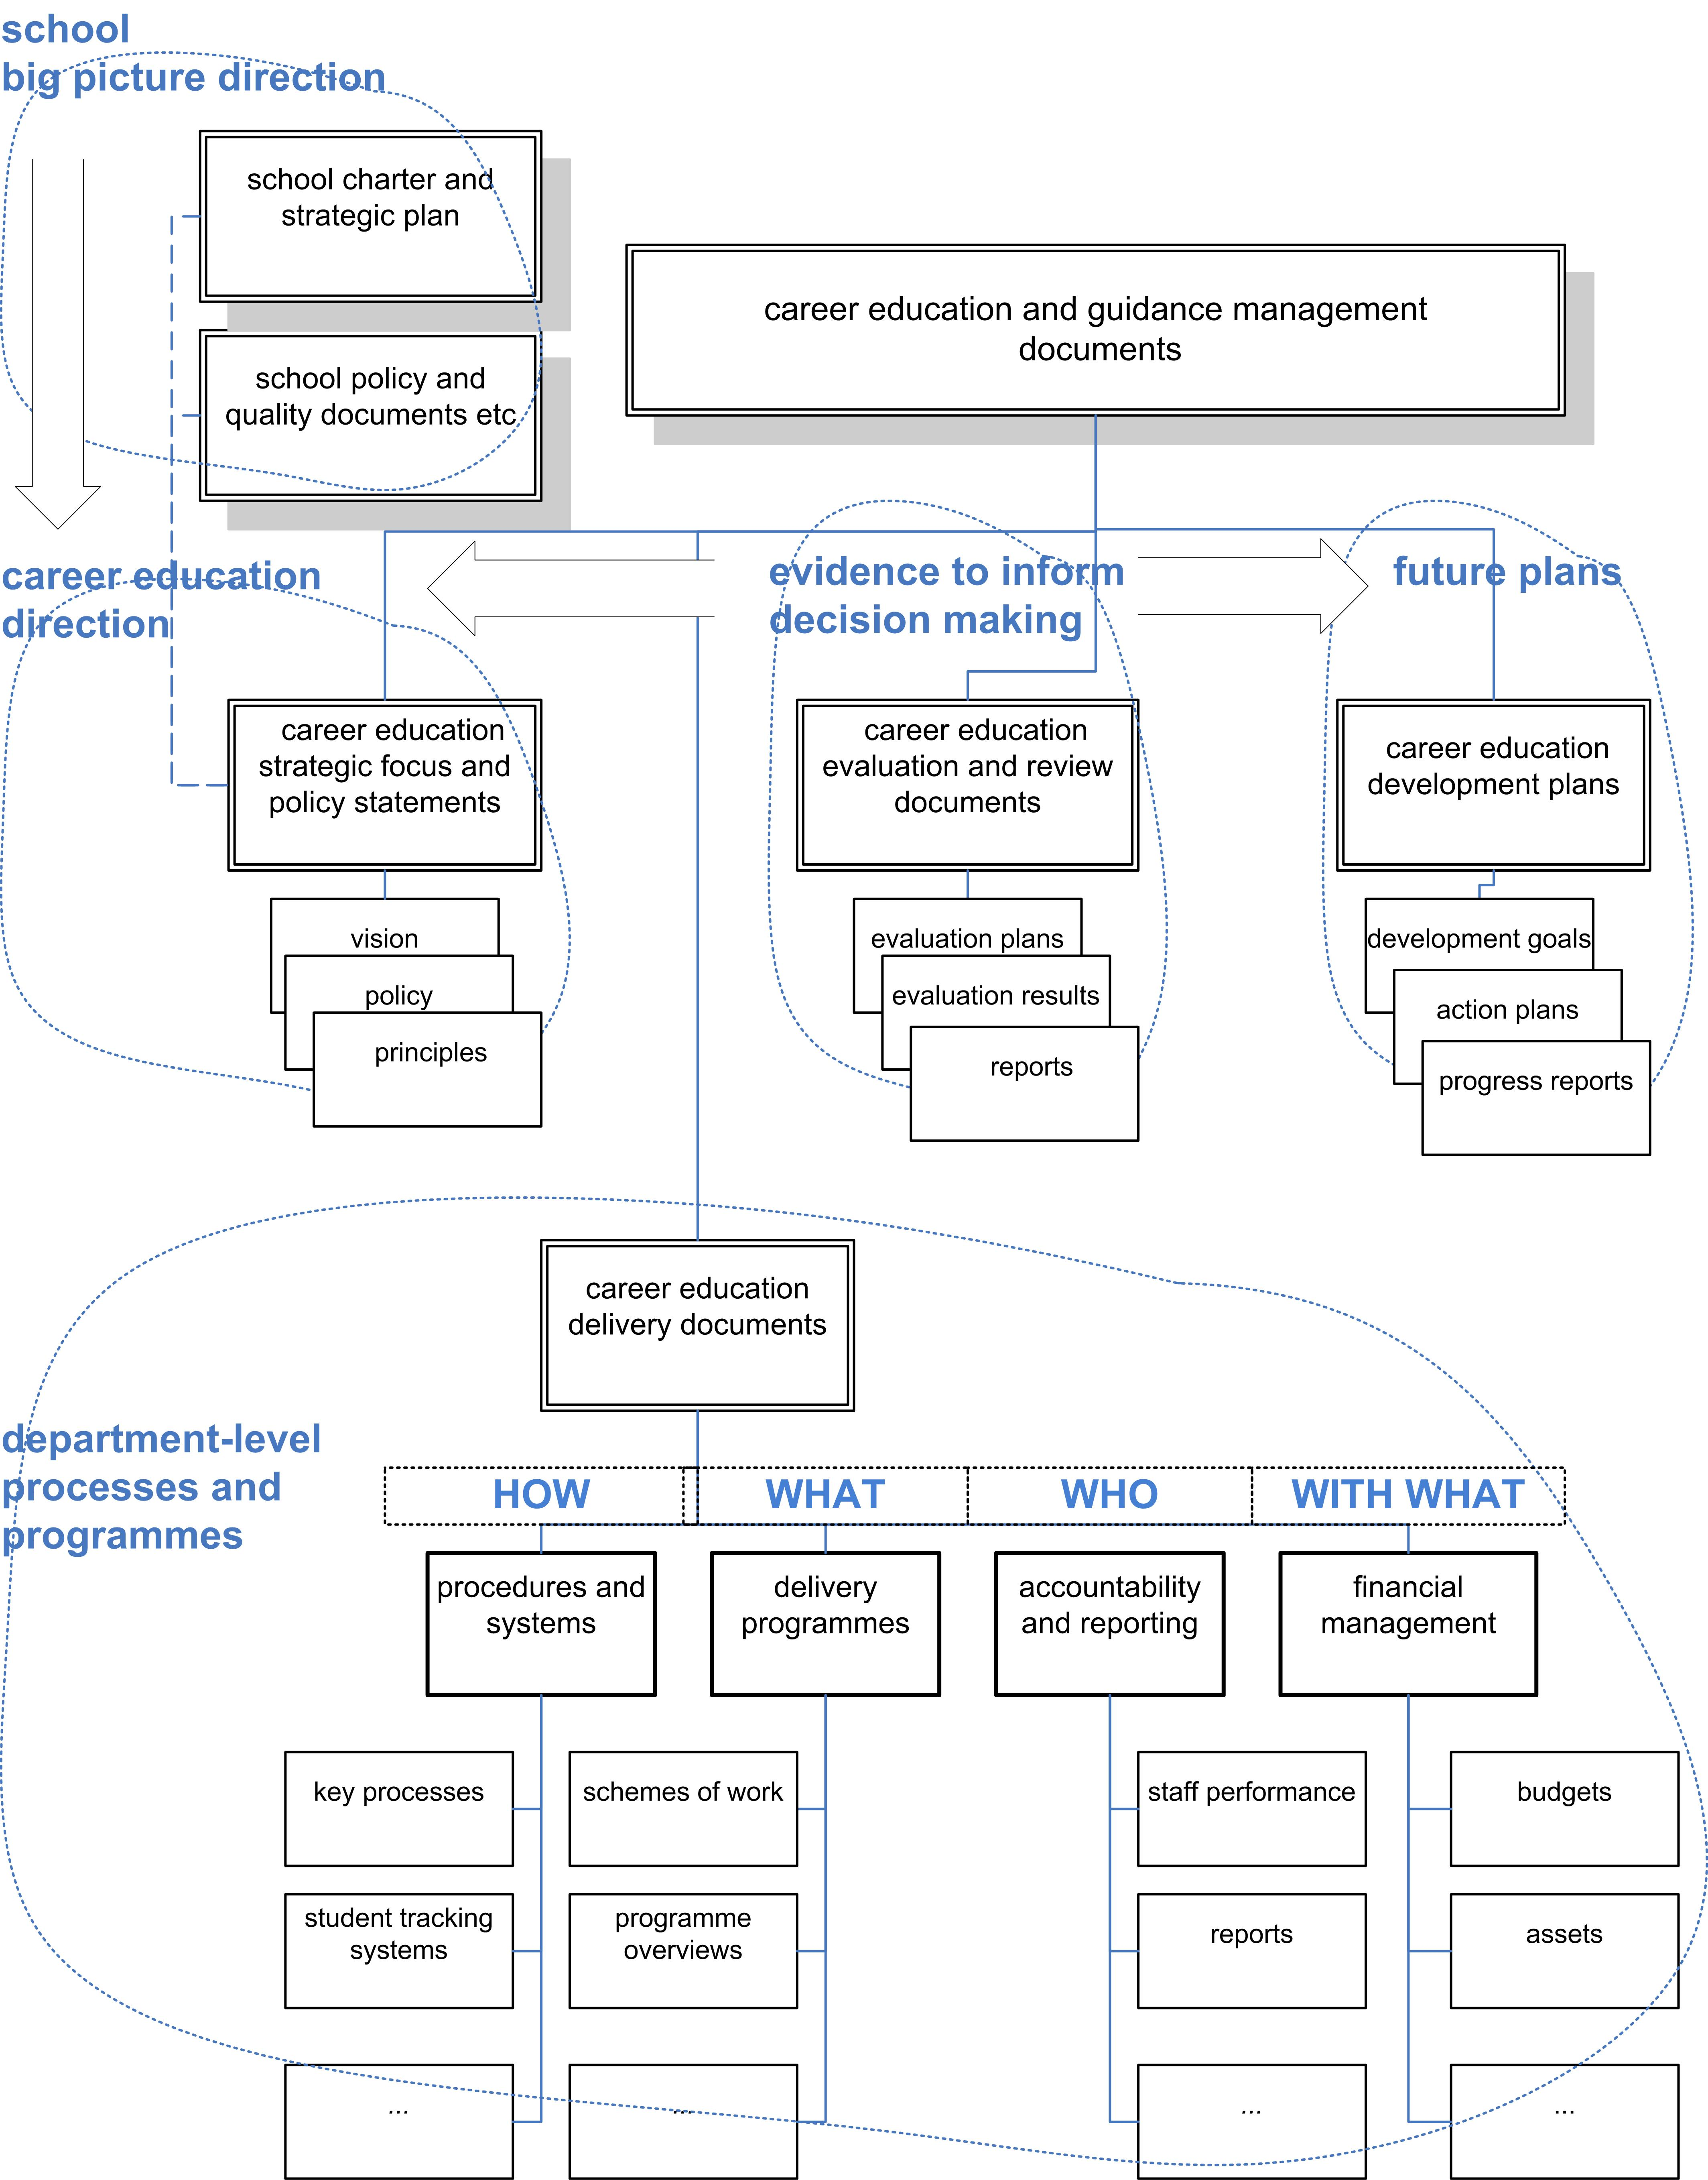 school
big picture direction
school charter and
strategic plan
career education and guidance management
documents
school policy and
quality documents etc
career education
direction
evidence to inform
decision making
future plans
career education
strategic focus and
policy statements
career education
evaluation and review
documents
career education
development plans
vision
policy
principles
evaluation plans
evaluation results
reports
development goals
action plans
progress reports
career education
delivery documents
department-level
processes and
programmes
HOW
WHAT
WHO
WITH WHAT
procedures and
systems
delivery
programmes
accountability
and reporting
financial
management
key processes
schemes of work
staff performance
budgets
student tracking
systems
programme
overviews
reports
assets
...
...
...
...